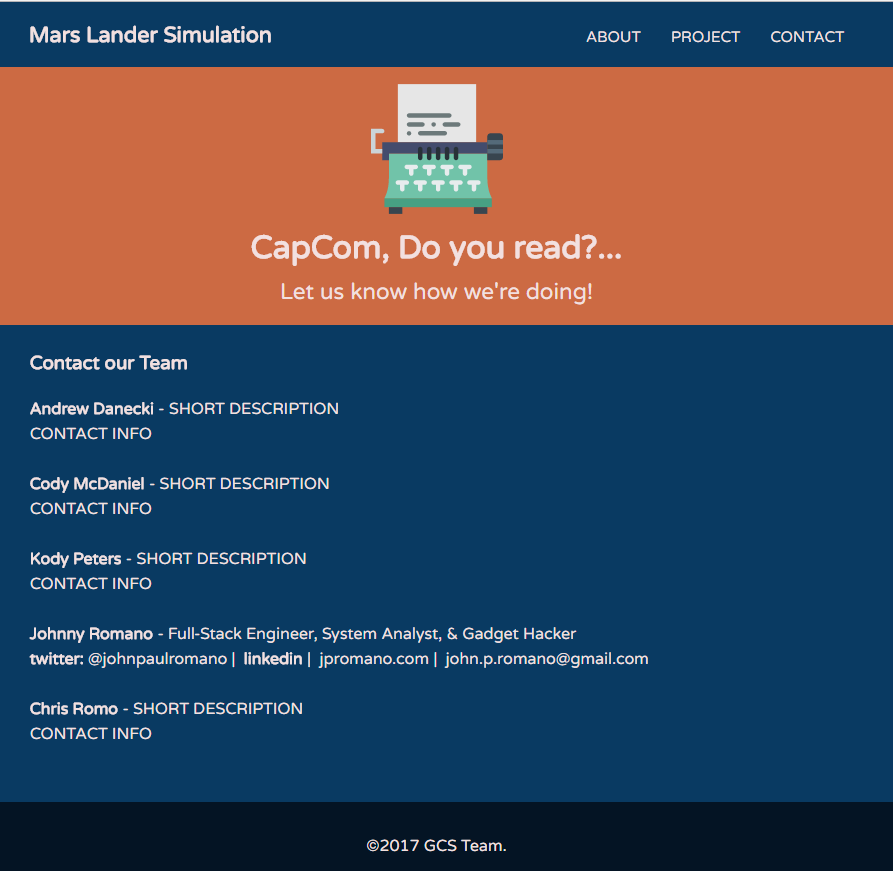 Mars Lander Simulation
ABOUT PROJECT CONTACT
CapCom, Do you read?...
Let us know how we're doing!
Contact our Team
Andrew Danecki - SHORT DESCRIPTION
CONTACT INFO
Cody McDaniel - SHORT DESCRIPTION
CONTACT INFO
Kody Peters - SHORT DESCRIPTION
CONTACT INFO
Johnny Romano - Full-Stack Engineer, System Analyst, & Gadget Hacker
twitter: @johnpaulromano | linkedin | jpromano.com | john.p.romano@gmail.com
Chris Romo - SHORT DESCRIPTION
CONTACT INFO
©2017 GCS Team.